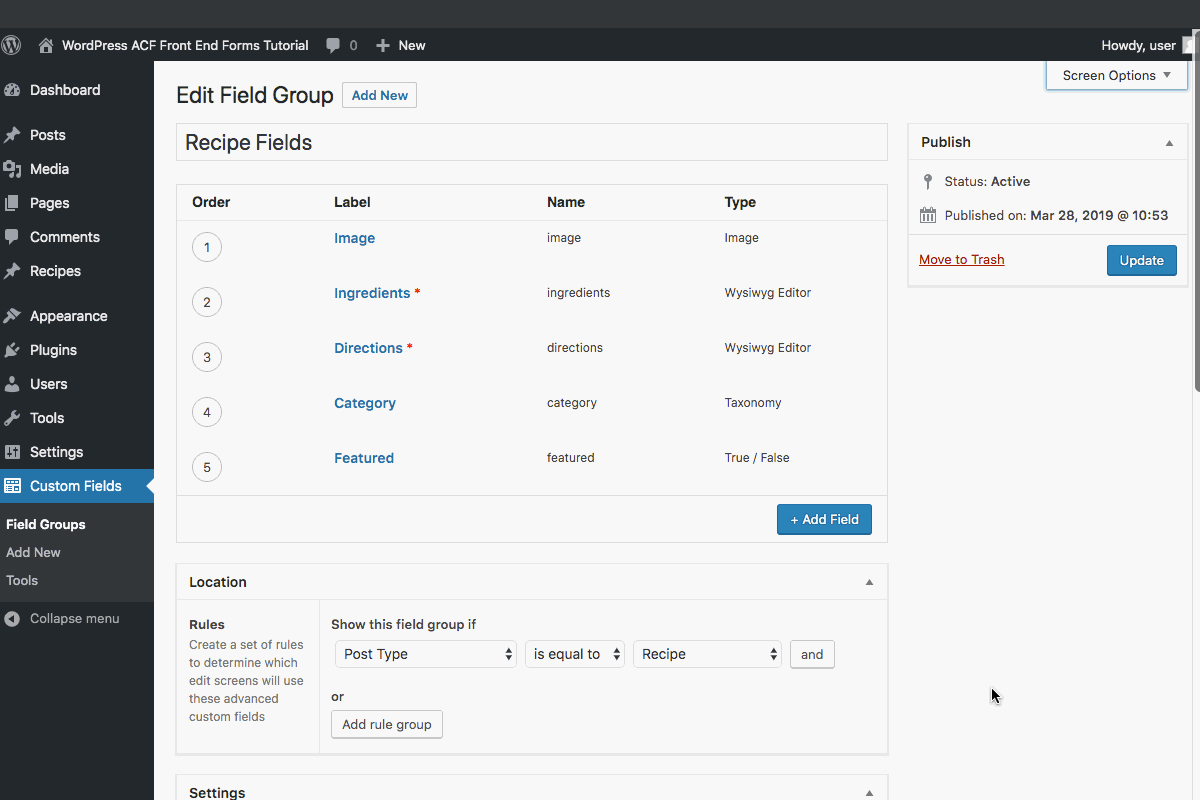 WordPress ACF Front End Forms Tutorial 0 New Howdy, user
Screen Options
Dashboard
Posts
Media
Pages
Comments
Recipes
Appearance
Plugins
Users
Tools
Settings
Custom Fields
Field Groups
Add New
Tools
Collapse menu
Edit Field Group Add New
Recipe Fields
Order Label Name Type
1 Image image Image
2 Ingredients * ingredients Wysiwyg Editor
3 Directions * directions Wysiwyg Editor
4 Category category Taxonomy
5 Featured featured True / False
+ Add Field
Location
Rules
Create a set of rules
to determine which
edit screens will use
these advanced
custom fields
Show this field group if
Post Type is equal to Recipe and
or
Add rule group
Settings
Publish
Status: Active
Published on: Mar 28, 2019 @ 10:53
Move to Trash Update